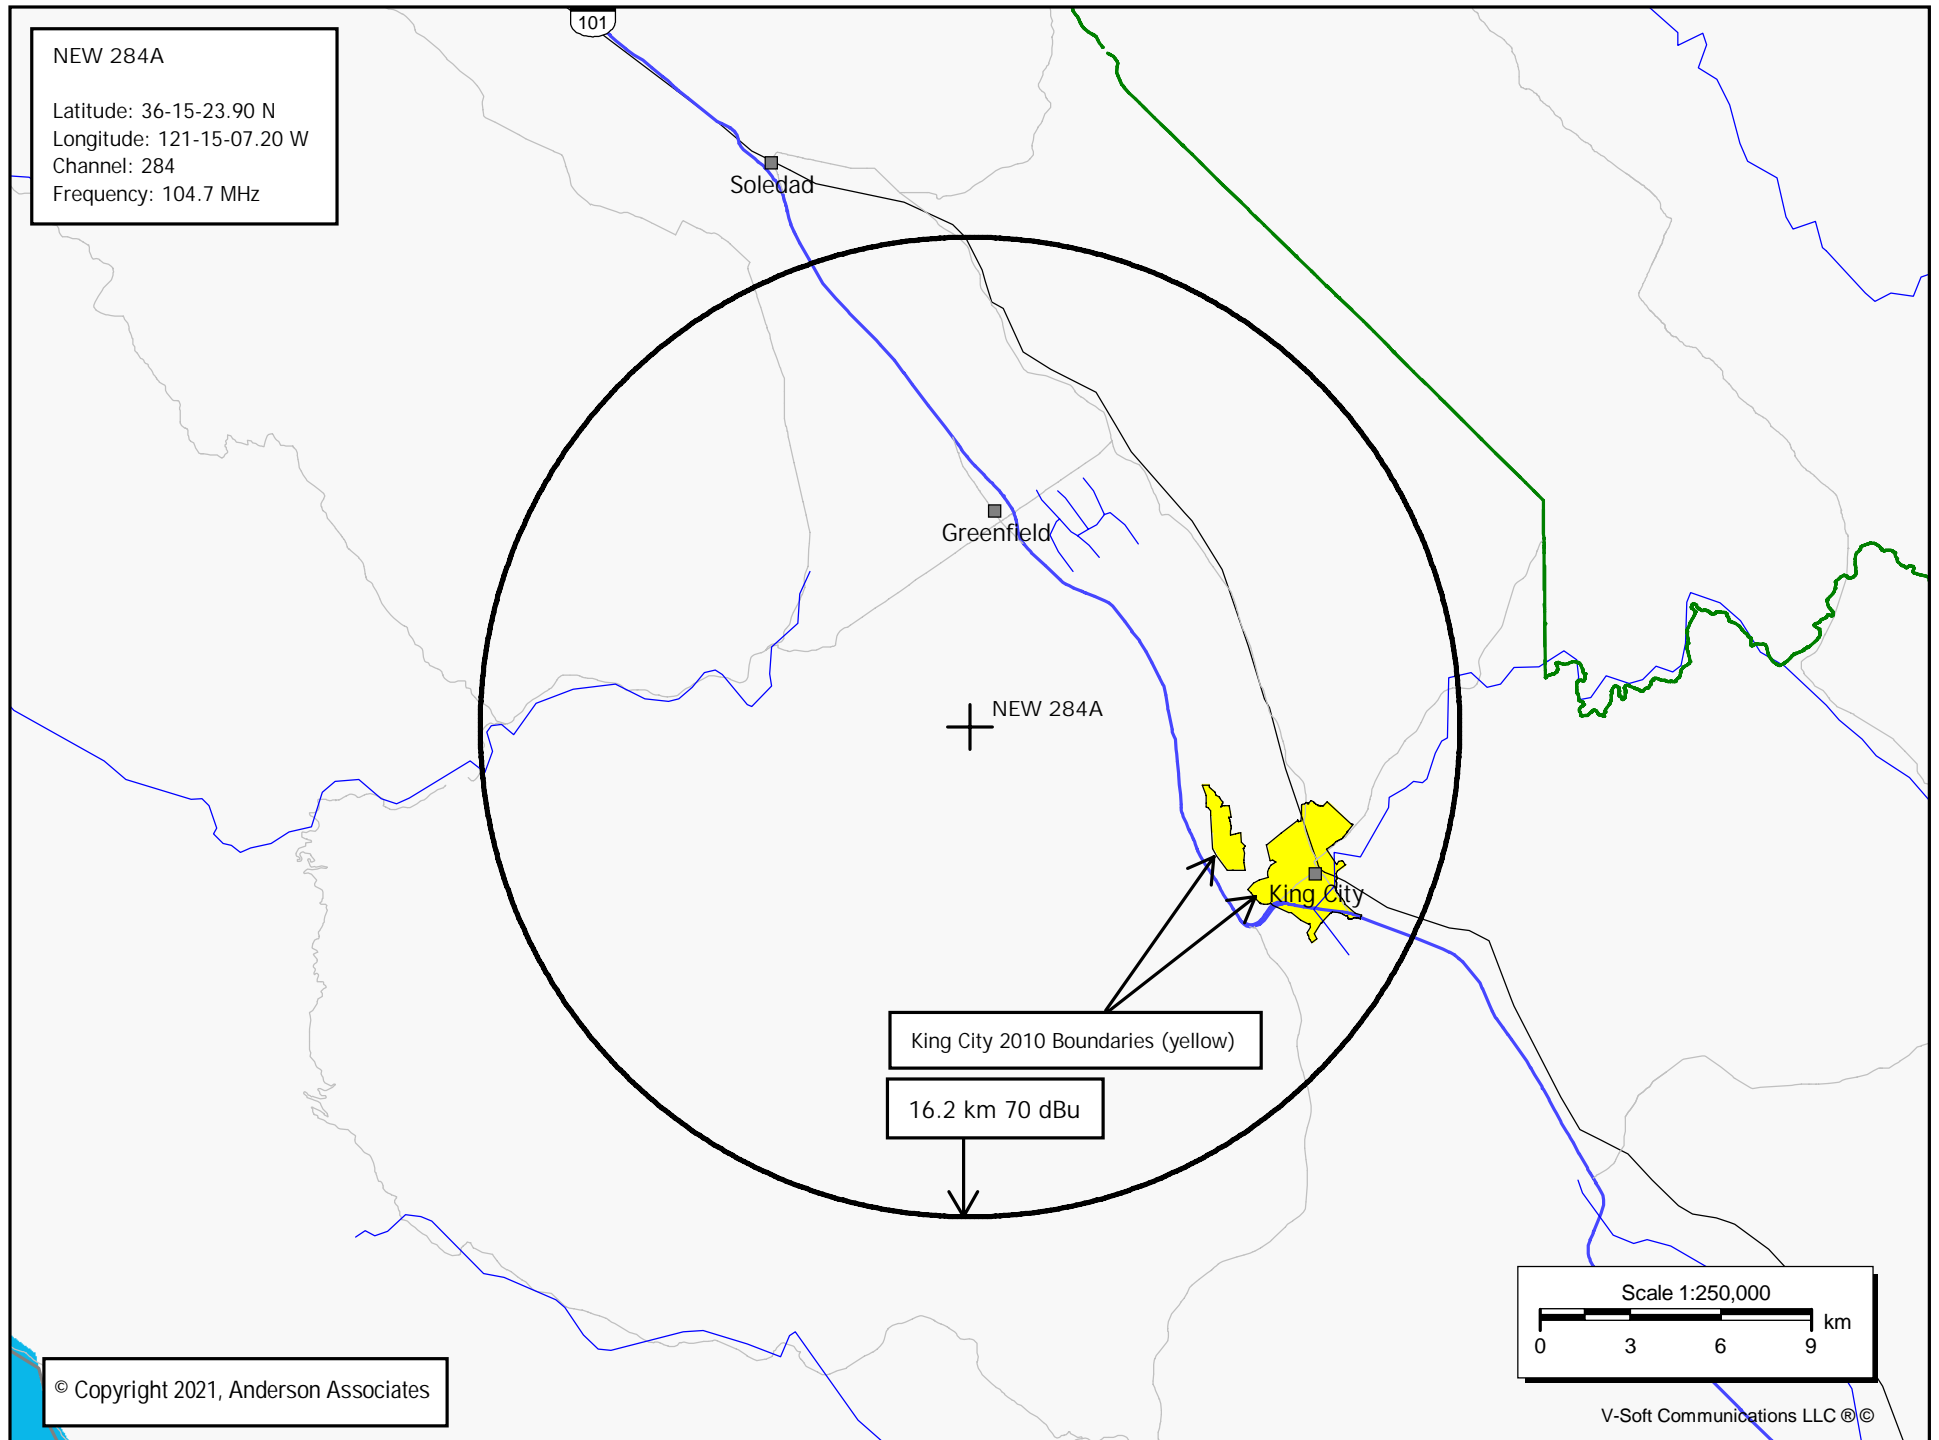 101
NEW 284A
Latitude: 36-15-23.90 N
Longitude: 121-15-07.20 W
Channel: 284
Frequency: 104.7 MHz
Soledad
Greenfield
NEW 284A
King City
King City 2010 Boundaries (yellow)
16.2 km 70 dBu
Scale 1:250,000
km
0 3 6 9
© Copyright 2021, Anderson Associates
V-Soft Communications LLC ® ©